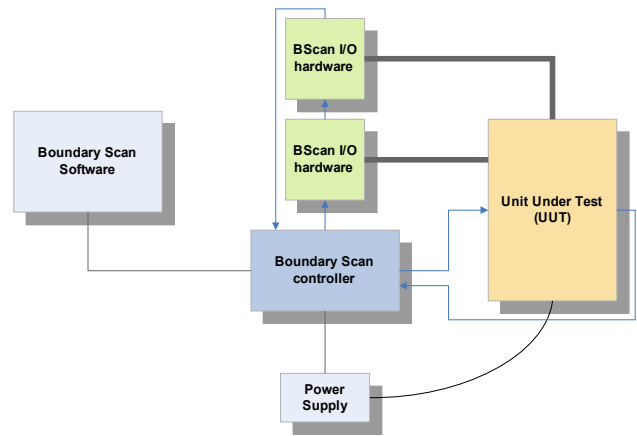 BScan I/O
hardware
BScan I/O
hardware
Boundary Scan
Software
Unit Under Test
(UUT)
Boundary Scan
controller
Power
Supply